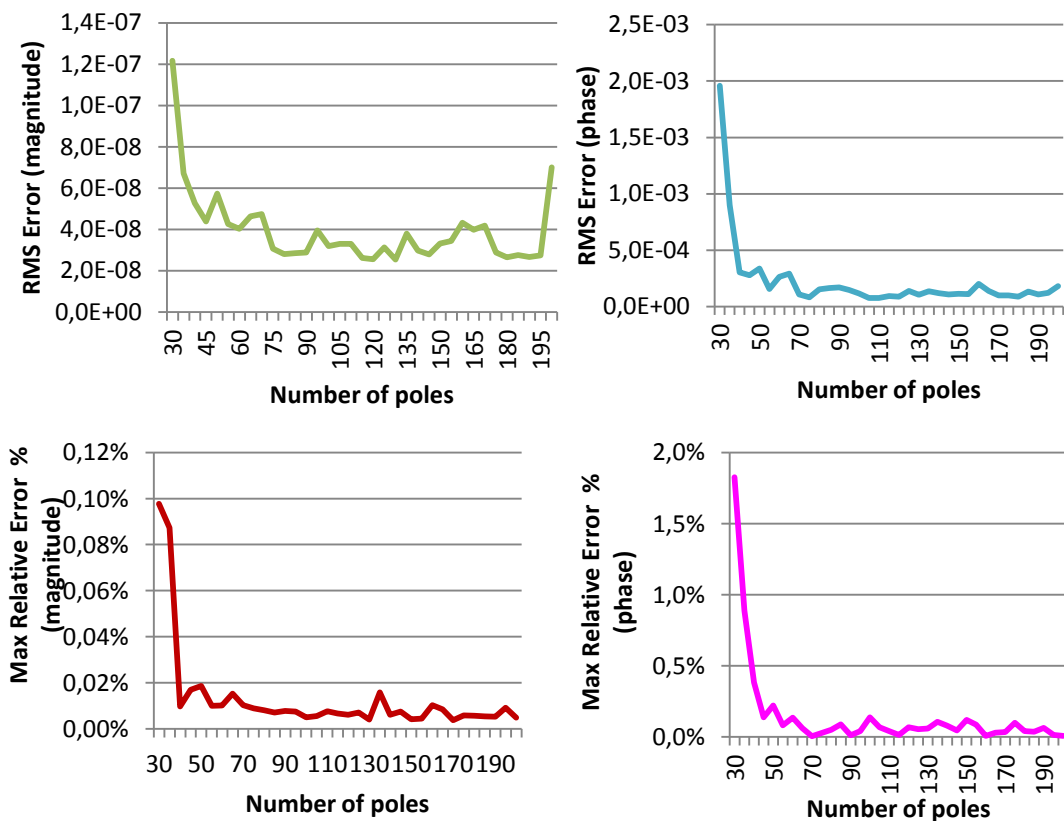 RMS Error (magnitude)
1,4E-07
1,2E-07
1,0E-07
8,0E-08
6,0E-08
4,0E-08
2,0E-08
0,0E+00
30 45 60 75 90 105 120 135 150 165 180 195
Number of poles
RMS Error (phase)
2,5E-03
2,0E-03
1,5E-03
1,0E-03
5,0E-04
0,0E+00
30 50 70 90 110 130 150 170 190
Number of poles
Max Relative Error %
(magnitude)
0,12%
0,10%
0,08%
0,06%
0,04%
0,02%
0,00%
30 50 70 90 110 130 150 170 190
Number of poles
Max Relative Error %
(phase)
2,0%
1,5%
1,0%
0,5%
0,0%
30 50 70 90 110 130 150 170 190
Number of poles